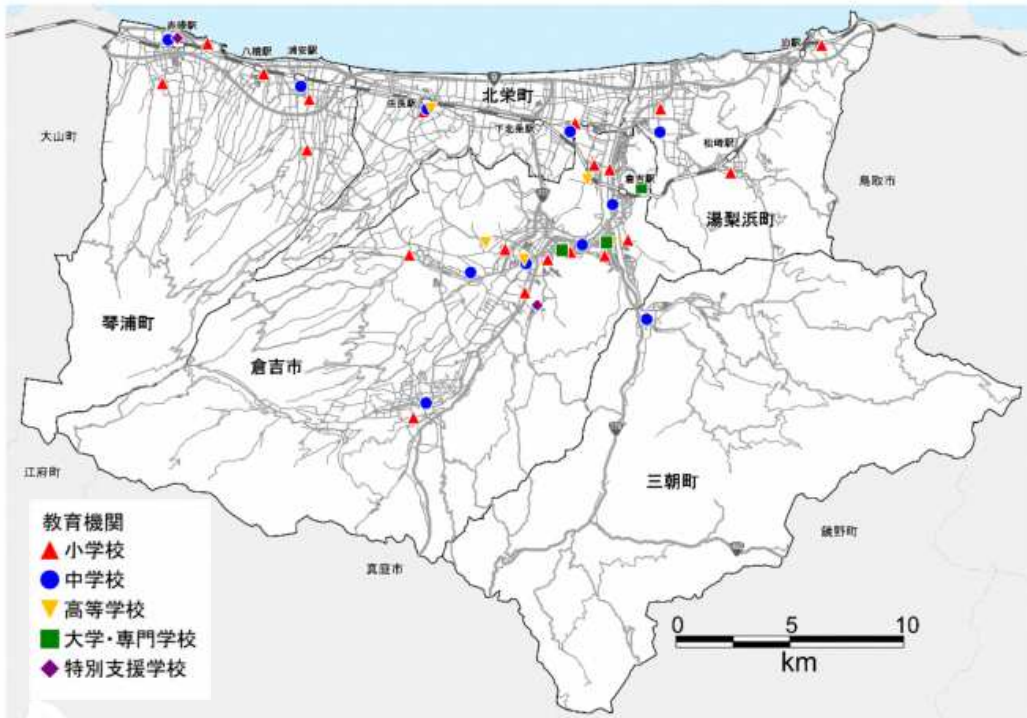 赤碕駅
八橋駅
浦安駅
泊駅
北栄町
由良駅
下北条駅
松崎駅
大山町
倉吉駅
鳥取市
湯梨浜町
琴浦町
倉吉市
三朝町
江府町
鏡野町
真庭市
教育機関
小学校
中学校
高等学校
大学・専門学校
特別支援学校
0 5 10
km